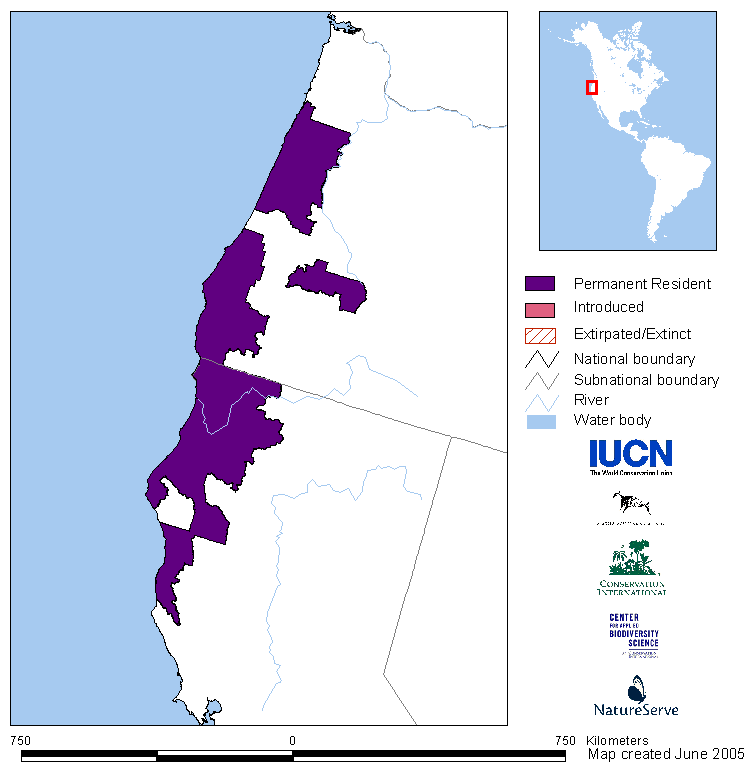 Permanent Resident
Introduced
Extirpated/Extinct
National boundary
Subnational boundary
River
Water body
IUCN
The World Conservation Union
CONSERVATION
INTERNATIONAL
CENTER
FOR APPLIED
BIODIVERSITY
SCIENCE
NatureServe
750 0 750 Kilometers
Map created June 2005